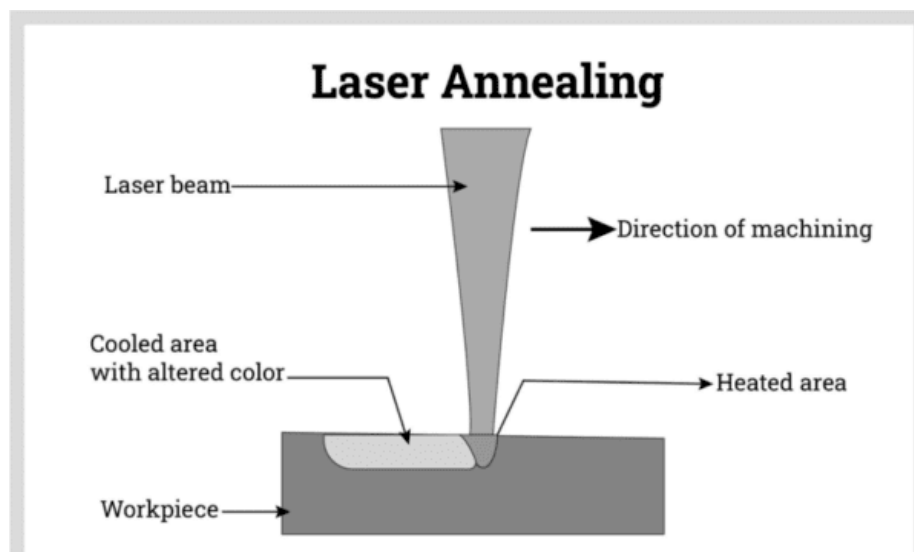 Laser Annealing
Laser beam
Direction of machining
Cooled area
with altered color
Heated area
Workpiece